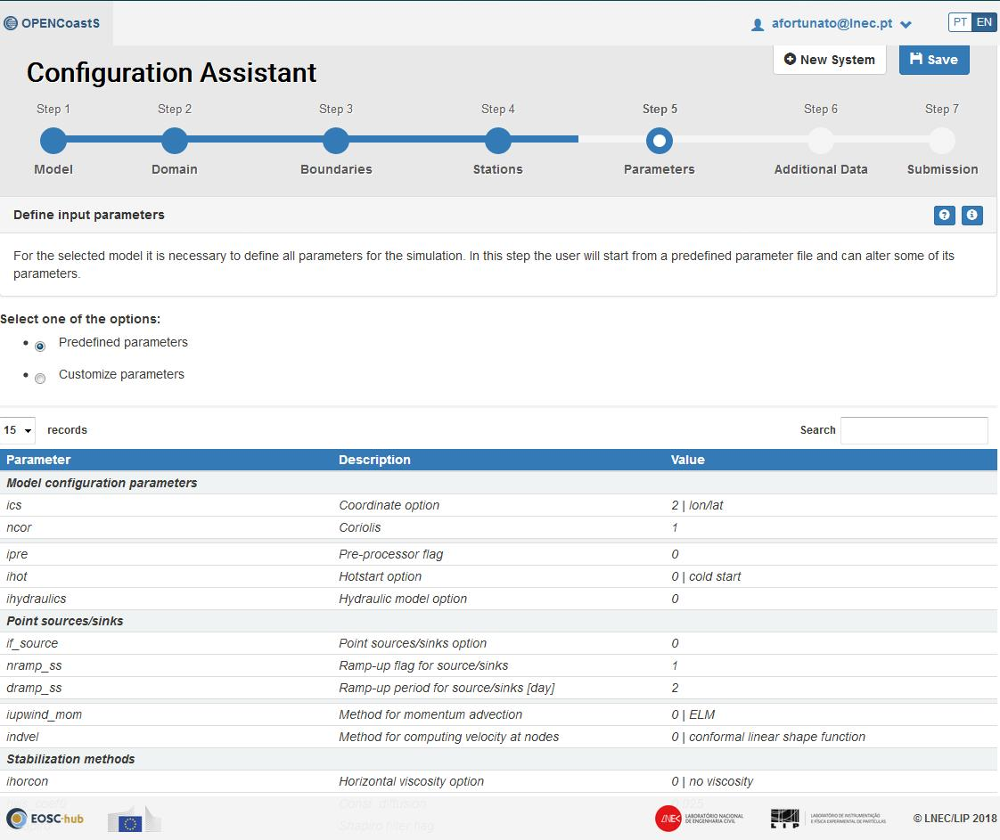 OPENCoastS
afortunato@lnec.pt
PT EN
Configuration Assistant
New System
Save
Step 1 Step 2 Step 3 Step 4 Step 5 Step 6 Step 7
Model Domain Boundaries Stations Parameters Additional Data Submission
Define input parameters
For the selected model it is necessary to define all parameters for the simulation. In this step the user will start from a predefined parameter file and can alter some of its
parameters.
Select one of the options:
Predefined parameters
Customize parameters
15 records
Search
Parameter Description Value
Model configuration parameters
ics Coordinate option 2 | lon/lat
ncor Coriolis 1
ipre Pre-processor flag 0
ihot Hotstart option 0 | cold start
ihydraulics Hydraulic model option 0
Point sources/sinks
if_source Point sources/sinks option 0
nramp_ss Ramp-up flag for source/sinks 1
dramp_ss Ramp-up period for source/sinks [day] 2
iupwind_mom Method for momentum advection 0 | ELM
indvel Method for computing velocity at nodes 0 | conformal linear shape function
Stabilization methods
ihorcon Horizontal viscosity option 0 | no viscosity
Const. diffusion 0.025
Shapiro filter flag
EOSC-hub
LNEC LABORATÓRIO NACIONAL
DE ENGENHARIA CIVIL
LIP LABORATÓRIO DE INSTRUMENTAÇÃO
E FÍSICA EXPERIMENTAL DE PARTÍCULAS
© LNEC/LIP 2018